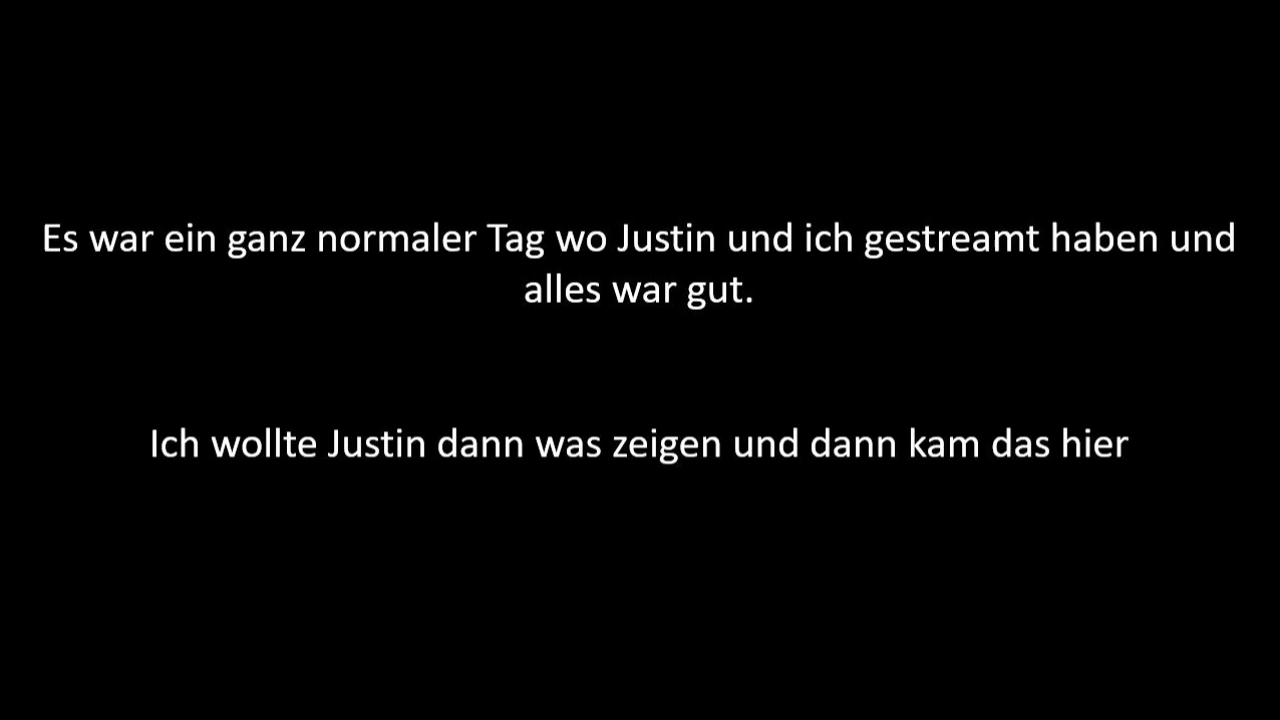 Es war ein ganz normaler Tag wo Justin und ich gestreamt haben und
alles war gut.
Ich wollte Justin dann was zeigen und dann kam das hier